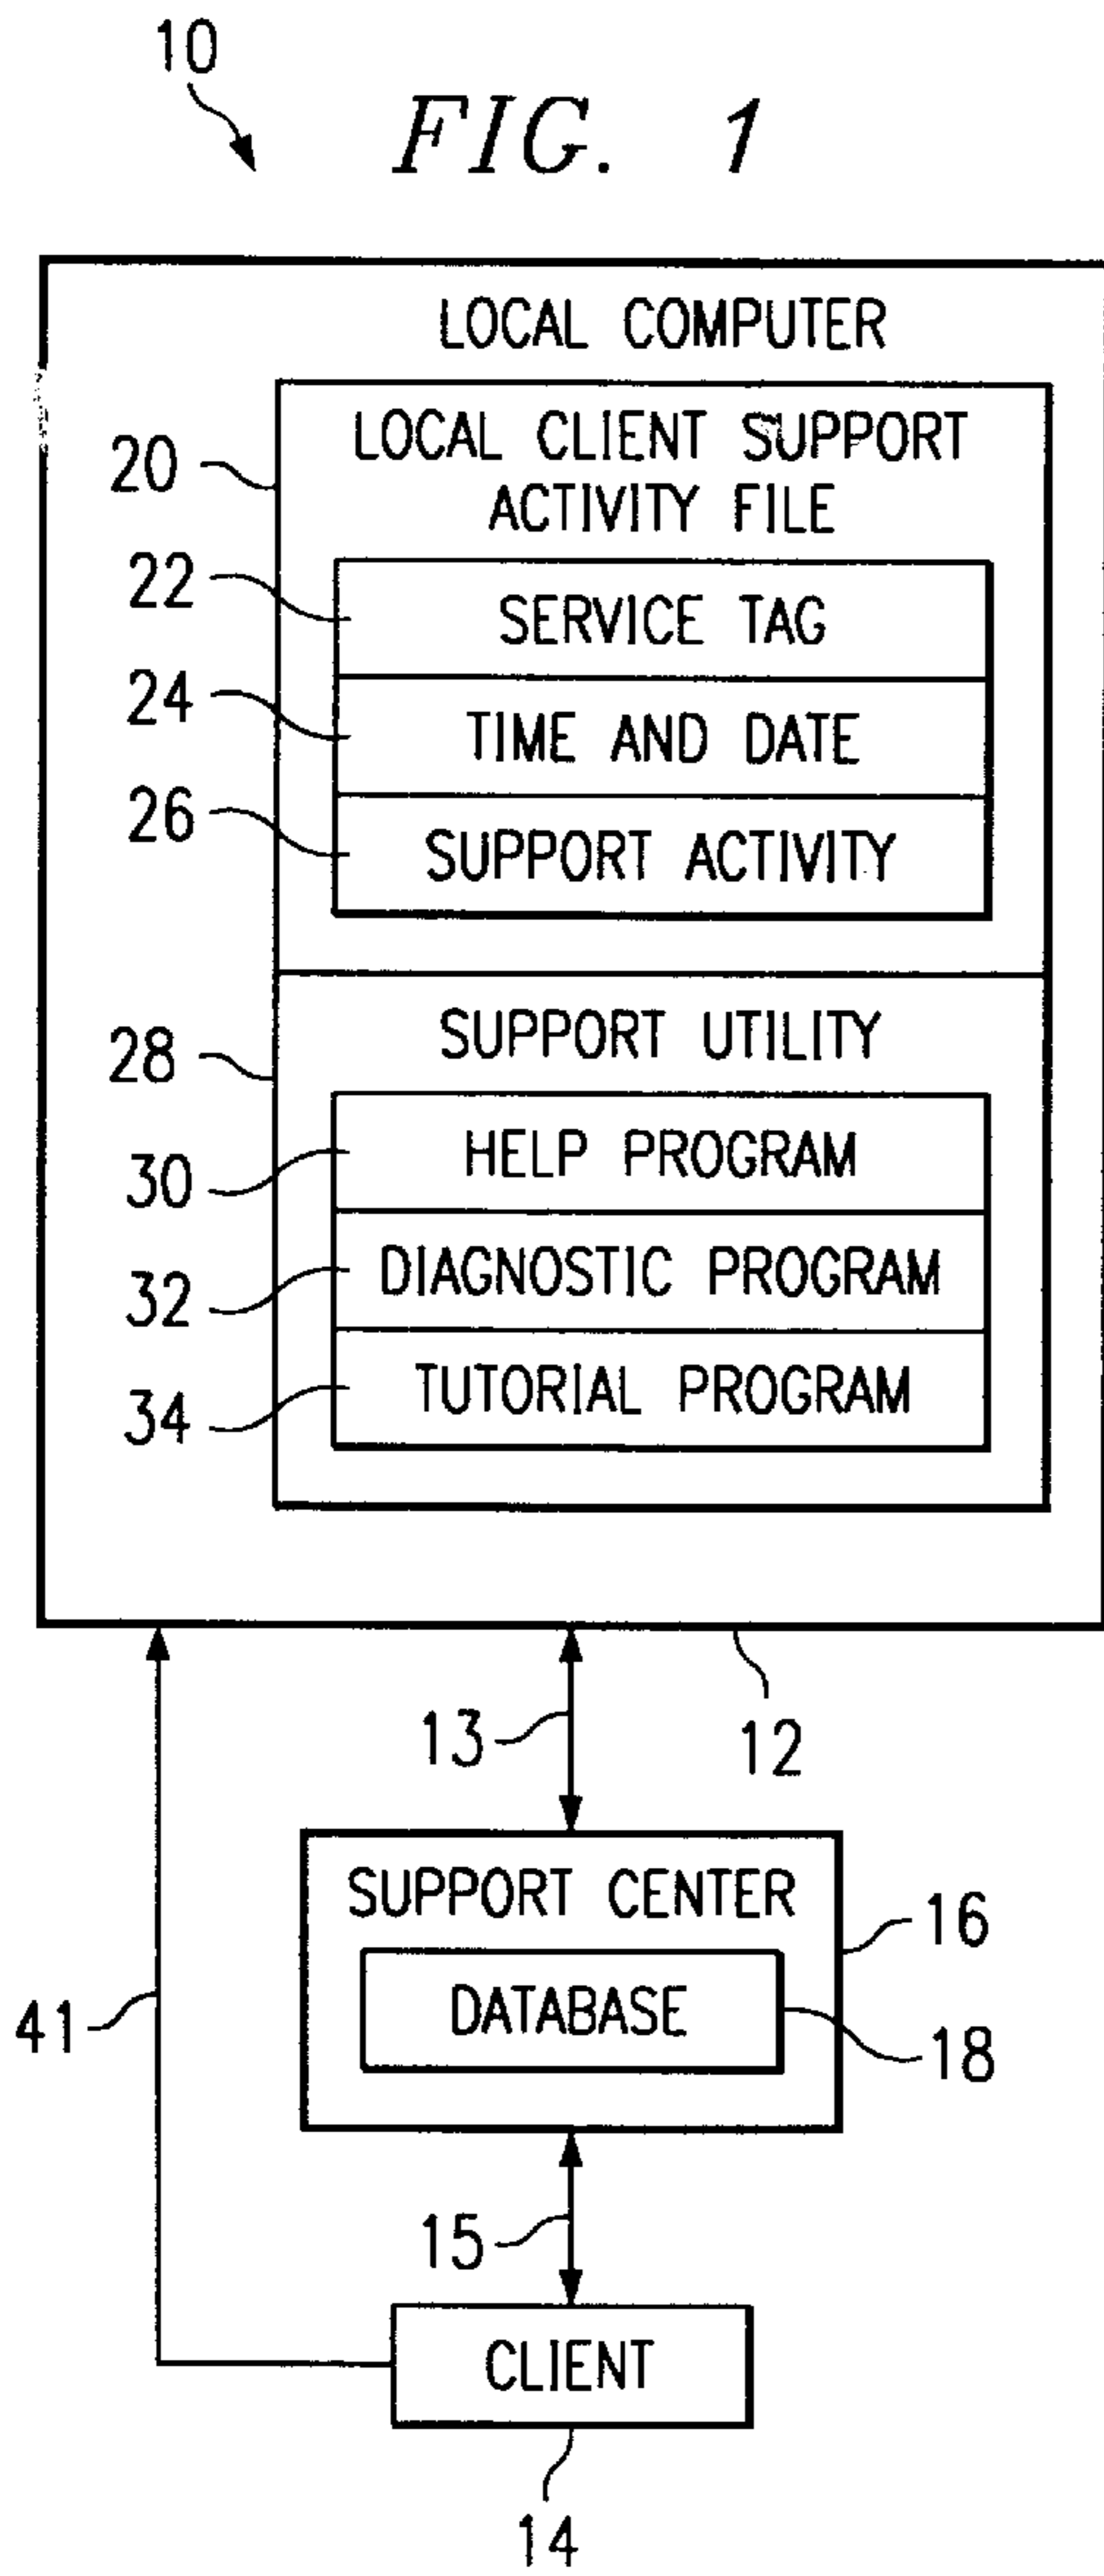 10
FIG. 1
LOCAL COMPUTER
20
LOCAL CLIENT SUPPORT
ACTIVITY FILE
22
SERVICE TAG
24
TIME AND DATE
26
SUPPORT ACTIVITY
28
SUPPORT UTILITY
30
HELP PROGRAM
32
DIAGNOSTIC PROGRAM
34
TUTORIAL PROGRAM
13
12
SUPPORT CENTER
16
DATABASE
41
18
15
CLIENT
14